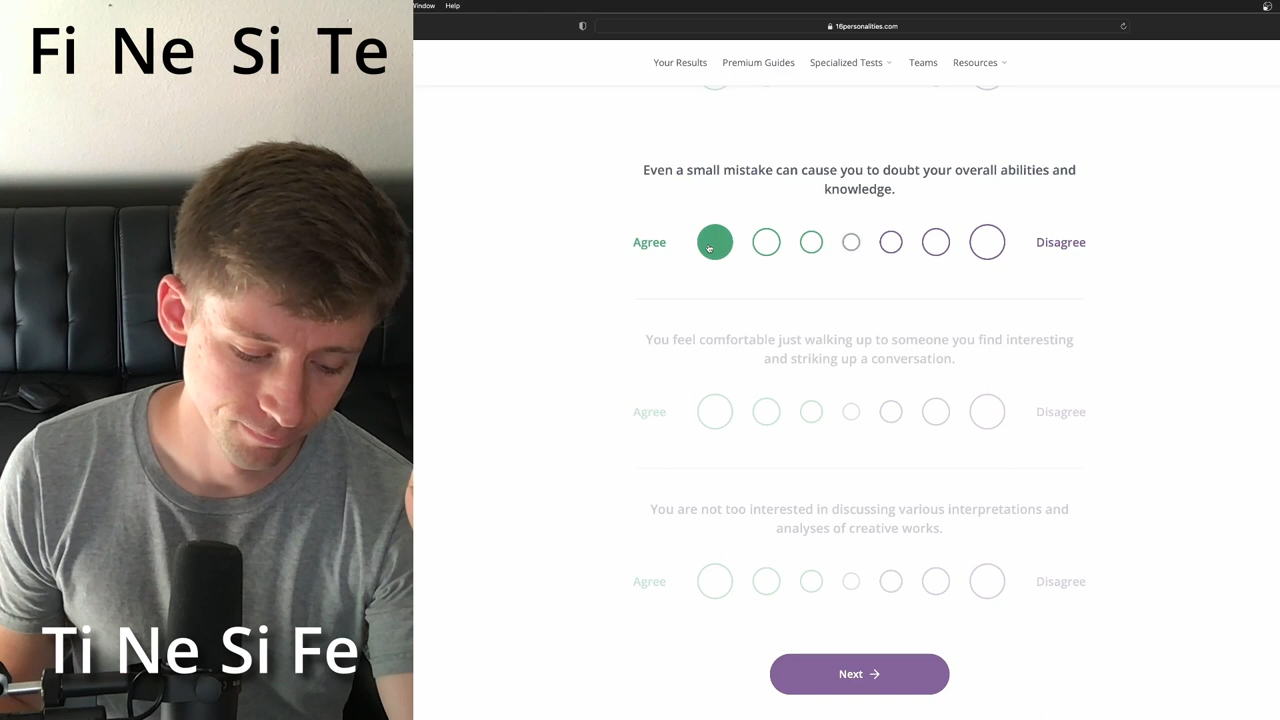 Fi Ne Si Te
Ti Ne Si Fe
Window Help
16personalities.com
Your Results Premium Guides Specialized Tests Teams Resources
Even a small mistake can cause you to doubt your overall abilities and
knowledge.
Agree Disagree
You feel comfortable just walking up to someone you find interesting
and striking up a conversation.
Agree Disagree
You are not too interested in discussing various interpretations and
analyses of creative works.
Agree Disagree
Next